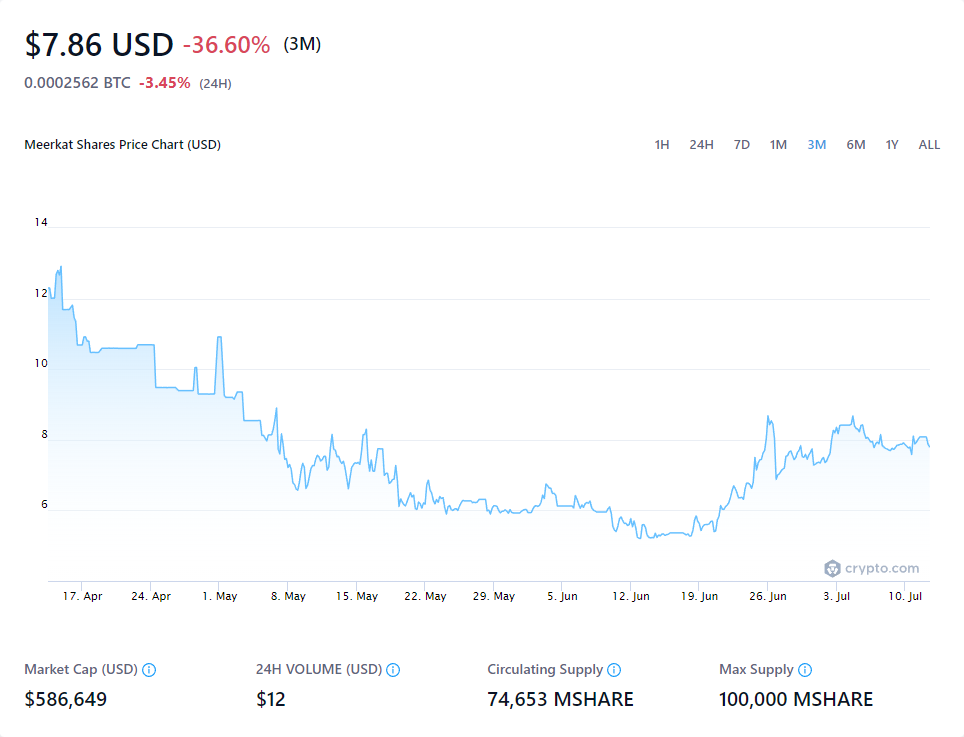 $7.86 USD -36.60% (3M)
0.0002562 BTC -3.45% (24H)
Meerkat Shares Price Chart (USD) 1H 24H 7D 1M 3M 6M 1Y ALL
14
12
10
8
6
crypto.com
17. Apr 24. Apr 1. May 8. May 15. May 22. May 29. May 5. Jun 12. Jun 19. Jun 26. Jun 3. Jul 10. Jul
Market Cap (USD) 24H VOLUME (USD) Circulating Supply Max Supply
$586,649 $12 74,653 MSHARE 100,000 MSHARE